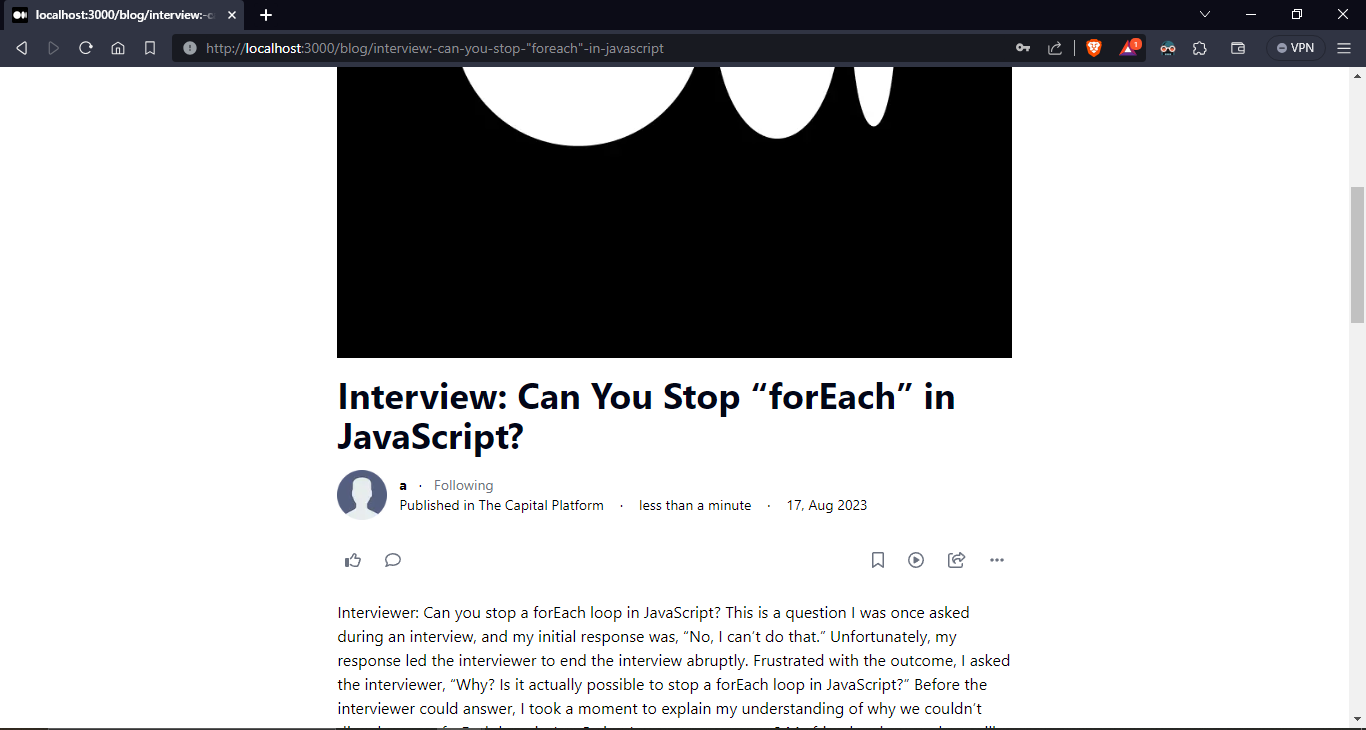 localhost:3000/blog/interview:-c
http://localhost:3000/blog/interview:-can-you-stop-"foreach"-in-javascript
1
VPN
Interview: Can You Stop “forEach” in
JavaScript?
a · Following
Published in The Capital Platform · less than a minute · 17, Aug 2023
Interviewer: Can you stop a forEach loop in JavaScript? This is a question I was once asked
during an interview, and my initial response was, “No, I can’t do that.” Unfortunately, my
response led the interviewer to end the interview abruptly. Frustrated with the outcome, I asked
the interviewer, “Why? Is it actually possible to stop a forEach loop in JavaScript?” Before the
interviewer could answer, I took a moment to explain my understanding of why we couldn’t